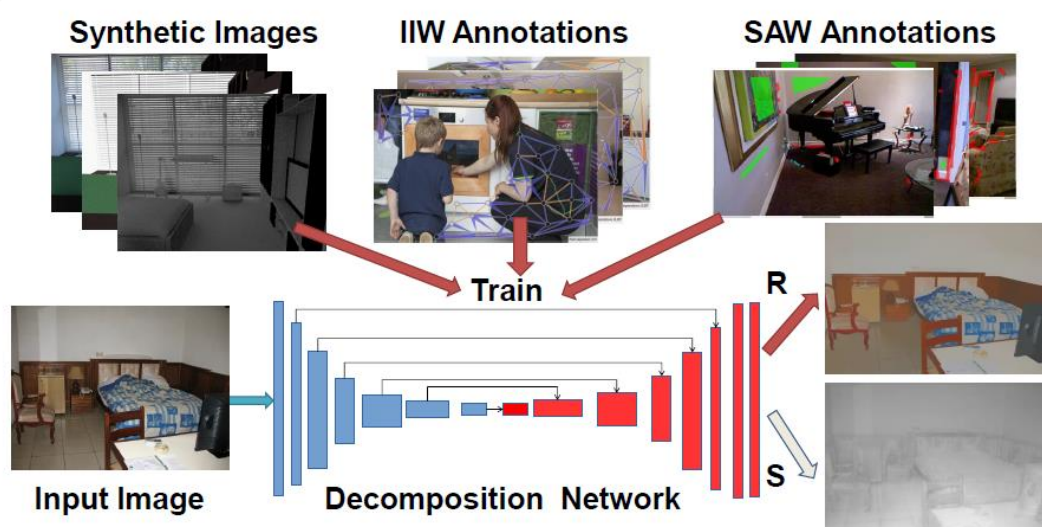 Synthetic Images
IIW Annotations
SAW Annotations
Train
R
Input Image
Decomposition Network
S